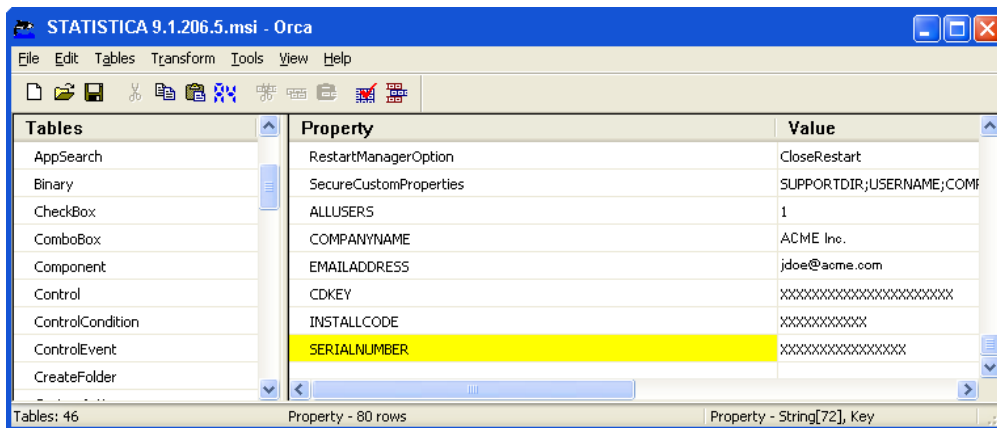 STATISTICA 9.1.206.5.msi - Orca
File Edit Tables Transform Tools View Help
Tables Property Value
AppSearch RestartManagerOption CloseRestart
Binary SecureCustomProperties SUPPORTDIR;USERNAME;COMP
CheckBox ALLUSERS 1
ComboBox COMPANYNAME ACME Inc.
Component EMAILADDRESS jdoe@acme.com
Control CDKEY XXXXXXXXXXXXXXXXXXXXXX
ControlCondition INSTALLCODE XXXXXXXXXXX
ControlEvent SERIALNUMBER XXXXXXXXXXXXXXXX
CreateFolder
Tables: 46 Property - 80 rows Property - String[72], Key